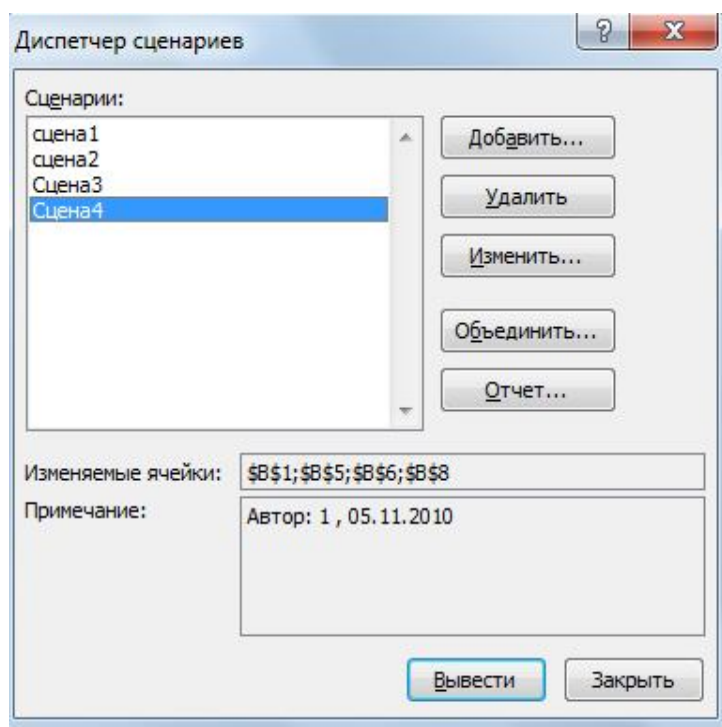 Диспетчер сценариев
Сценарии:
сцена1
сцена2
Сцена3
Сцена4
Добавить...
Удалить
Изменить...
Объединить...
Отчет...
Изменяемые ячейки: $B$1;$B$5;$B$6;$B$8
Примечание: Автор: 1 , 05.11.2010
Вывести Закрыть